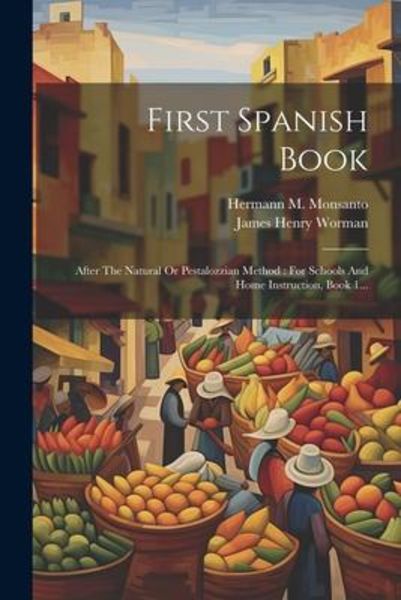 First Spanish
Book
Hermann M. Monsanto
James Henry Worman
After The Natural Or Pestalozzian Method : For Schools And
Home Instruction, Book 1...